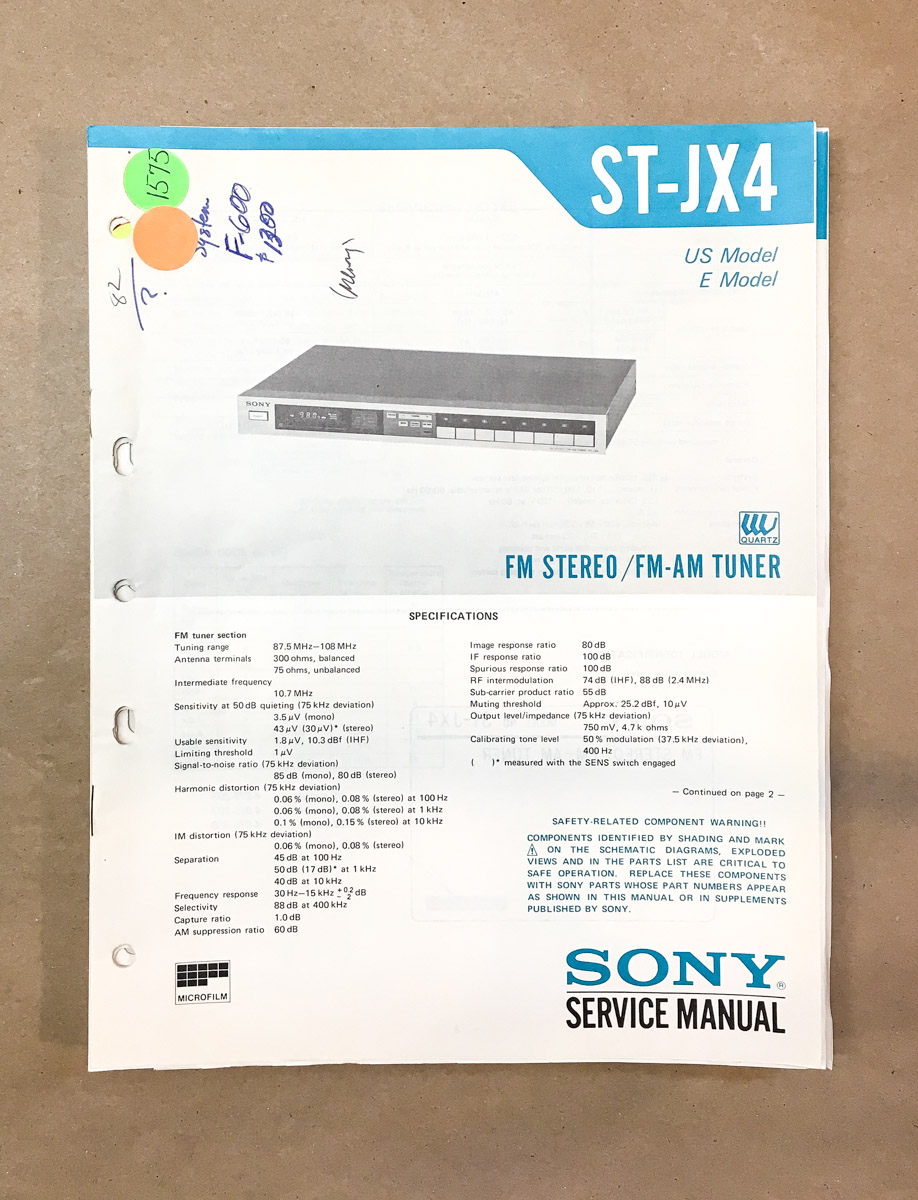 ST-JX4
US Model
E Model
1575
system
F-600
$1300
82
?
SONY
QUARTZ
FM STEREO/FM-AM TUNER
SPECIFICATIONS
FM tuner section
Tuning range 87.5 MHz—108 MHz
Antenna terminals 300 ohms, balanced
75 ohms, unbalanced
Intermediate frequency
10.7 MHz
Sensitivity at 50 dB quieting (75 kHz deviation)
3.5 µV (mono)
43 µV (30 µV)* (stereo)
Usable sensitivity 1.8 µV, 10.3 dBf (IHF)
Limiting threshold 1 µV
Signal-to-noise ratio (75 kHz deviation)
85 dB (mono), 80 dB (stereo)
Harmonic distortion (75 kHz deviation)
0.06 % (mono), 0.08 % (stereo) at 100 Hz
0.06 % (mono), 0.08 % (stereo) at 1 kHz
0.1 % (mono), 0.15 % (stereo) at 10 kHz
IM distortion (75 kHz deviation)
0.06 % (mono), 0.08 % (stereo)
Separation 45 dB at 100 Hz
50 dB (17 dB)* at 1 kHz
40 dB at 10 kHz
Frequency response 30 Hz—15 kHz +0.2 −2 dB
Selectivity 88 dB at 400 kHz
Capture ratio 1.0 dB
AM suppression ratio 60 dB
Image response ratio 80 dB
IF response ratio 100 dB
Spurious response ratio 100 dB
RF intermodulation 74 dB (IHF), 88 dB (2.4 MHz)
Sub-carrier product ratio 55 dB
Muting threshold Approx. 25.2 dBf, 10 µV
Output level/impedance (75 kHz deviation)
750 mV, 4.7 k ohms
Calibrating tone level 50 % modulation (37.5 kHz deviation),
400 Hz
( )* measured with the SENS switch engaged
— Continued on page 2 —
SAFETY-RELATED COMPONENT WARNING!!
COMPONENTS IDENTIFIED BY SHADING AND MARK
⚠ ON THE SCHEMATIC DIAGRAMS, EXPLODED
VIEWS AND IN THE PARTS LIST ARE CRITICAL TO
SAFE OPERATION. REPLACE THESE COMPONENTS
WITH SONY PARTS WHOSE PART NUMBERS APPEAR
AS SHOWN IN THIS MANUAL OR IN SUPPLEMENTS
PUBLISHED BY SONY.
MICROFILM
SONY®
SERVICE MANUAL